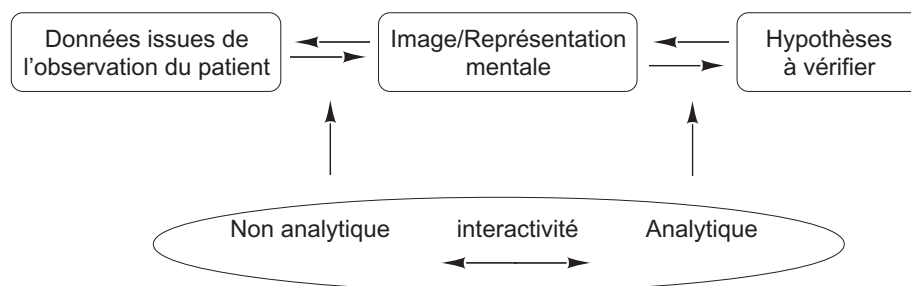 Données issues de
l'observation du patient
Image/Représentation
mentale
Hypothèses
à vérifier
Non analytique
interactivité
Analytique